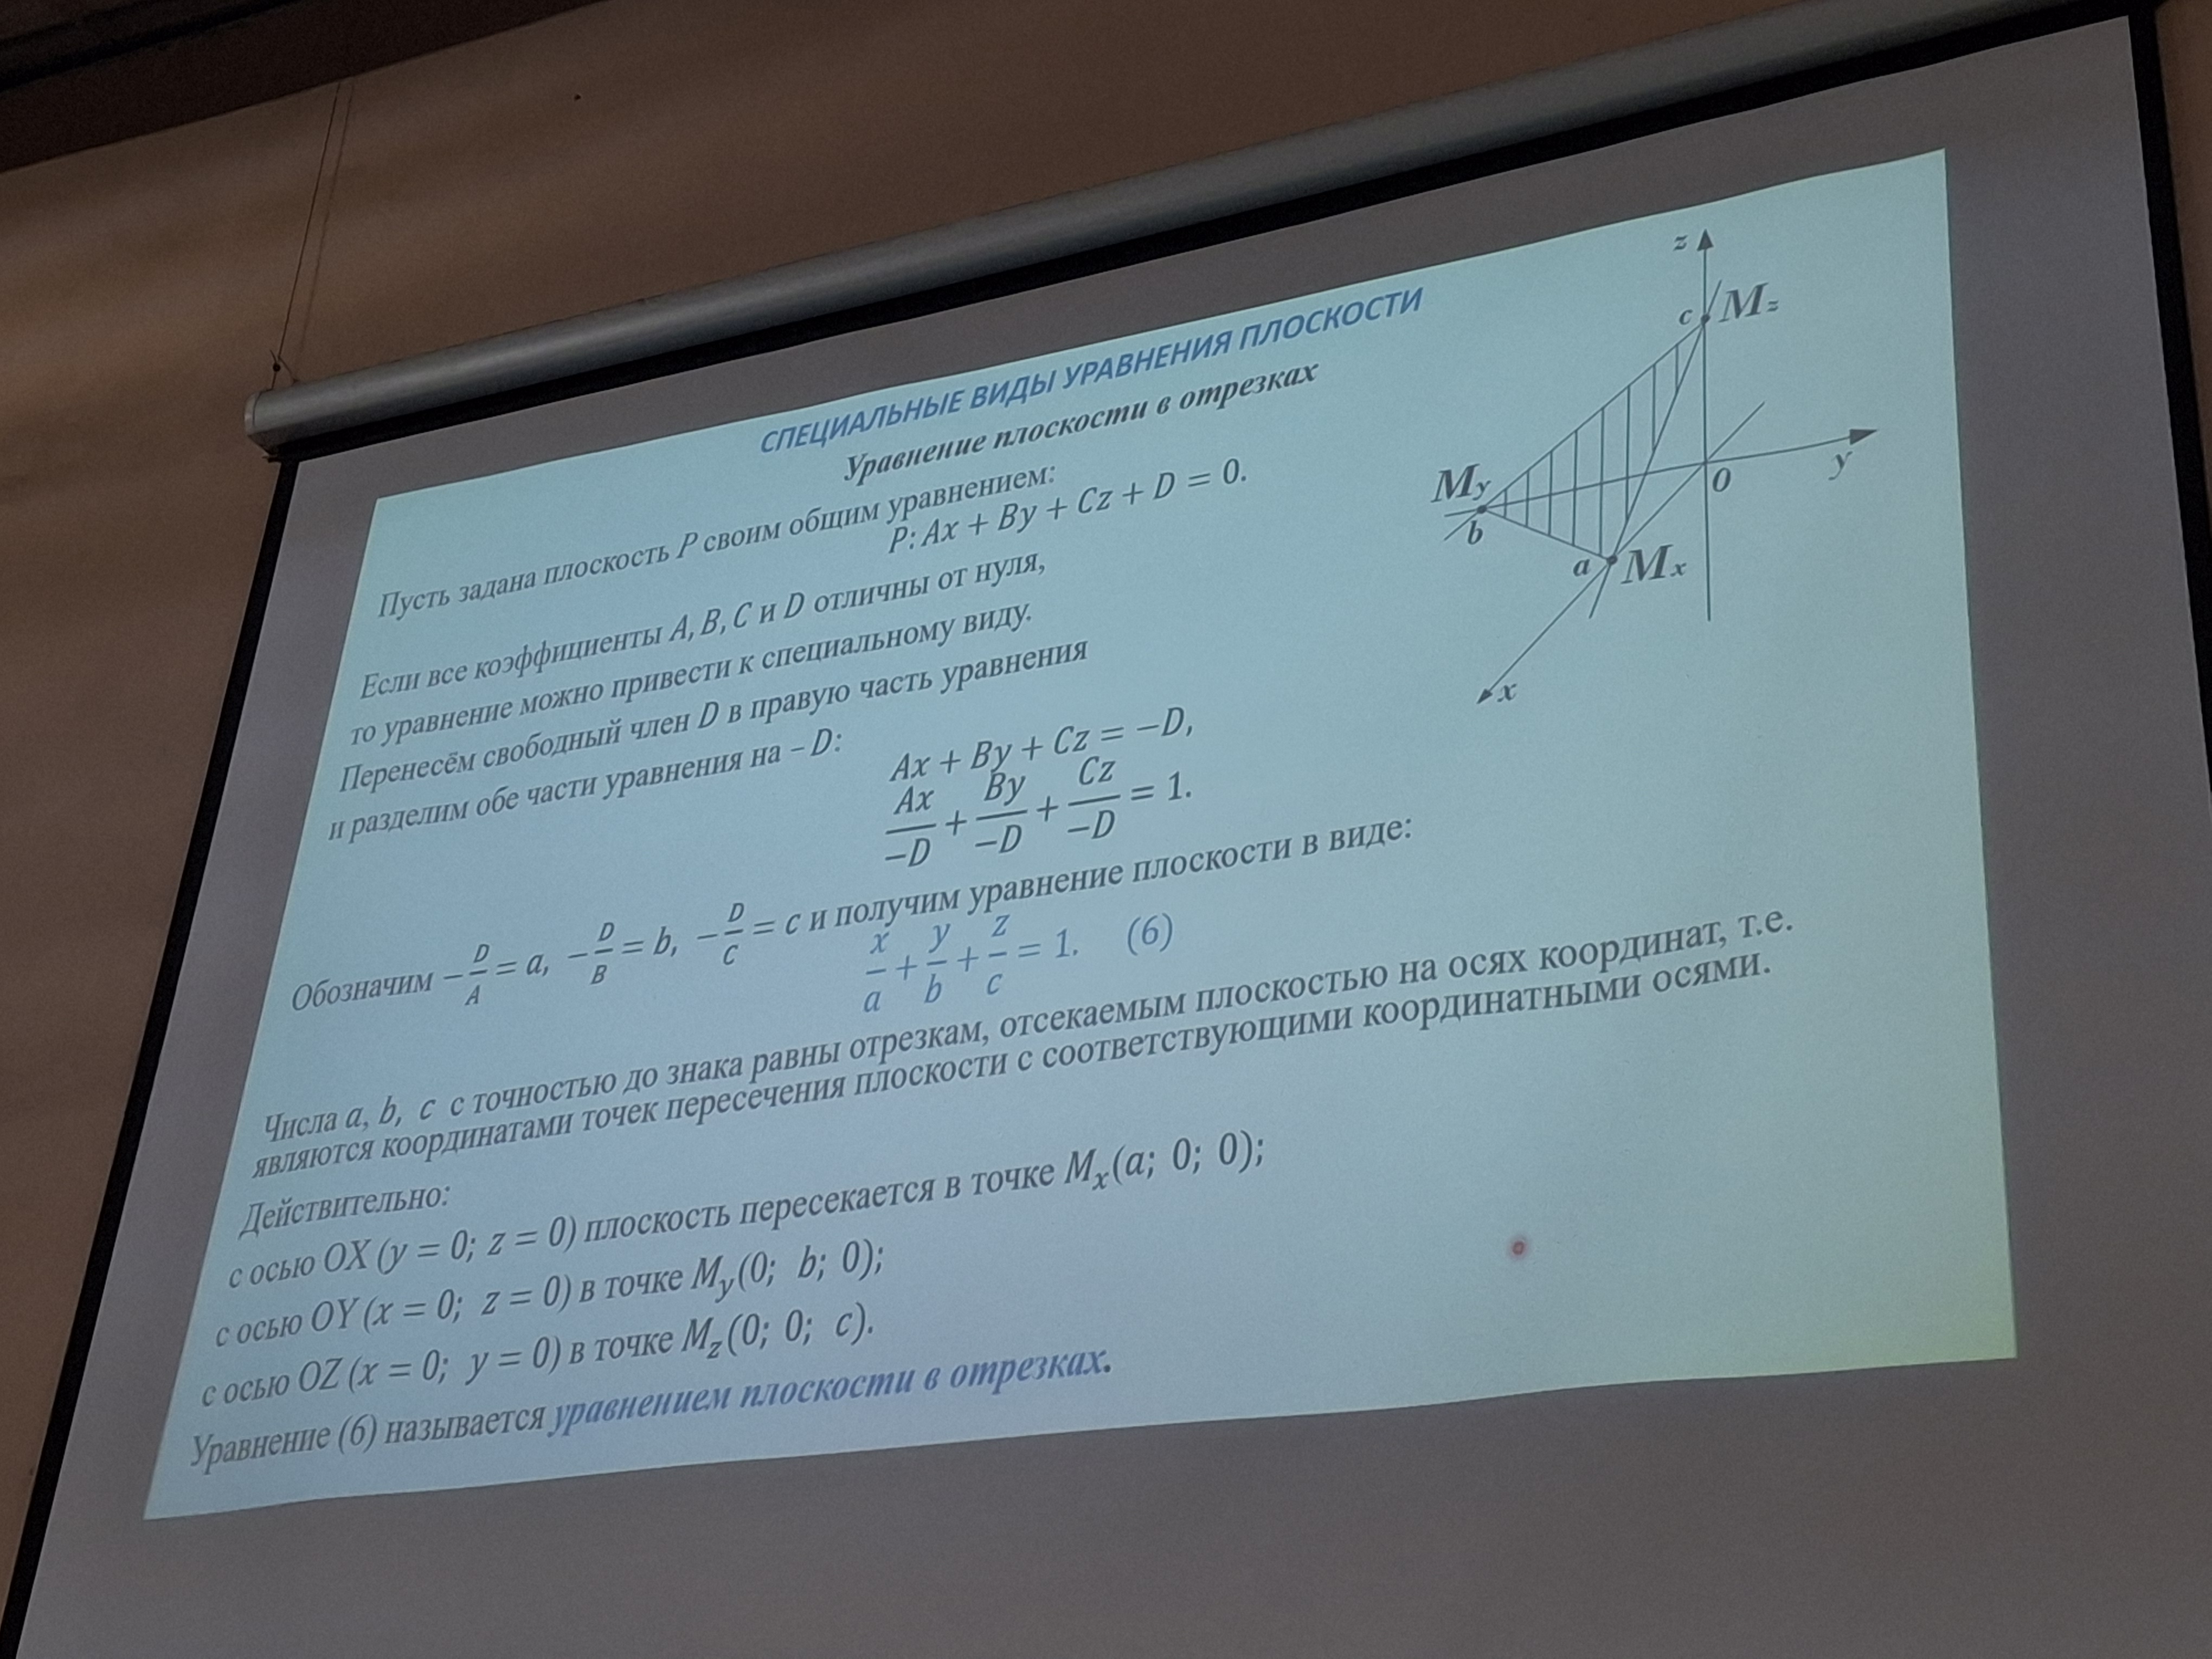 СПЕЦИАЛЬНЫЕ ВИДЫ УРАВНЕНИЯ ПЛОСКОСТИ
Уравнение плоскости в отрезках
Пусть задана плоскость P своим общим уравнением:
P: Ax + By + Cz + D = 0.
Если все коэффициенты A, B, C и D отличны от нуля,
то уравнение можно привести к специальному виду.
Перенесём свободный член D в правую часть уравнения
и разделим обе части уравнения на – D:
Ax + By + Cz = −D,
Ax/−D + By/−D + Cz/−D = 1.
Обозначим −D/A = a, −D/B = b, −D/C = c и получим уравнение плоскости в виде:
x/a + y/b + z/c = 1. (6)
Числа a, b, c с точностью до знака равны отрезкам, отсекаемым плоскостью на осях координат, т.е.
являются координатами точек пересечения плоскости с соответствующими координатными осями.
Действительно:
с осью OX (y = 0; z = 0) плоскость пересекается в точке Mx(a; 0; 0);
с осью OY (x = 0; z = 0) в точке My(0; b; 0);
с осью OZ (x = 0; y = 0) в точке Mz(0; 0; c).
Уравнение (6) называется уравнением плоскости в отрезках.
z
c Mz
My
b
0
y
a Mx
x